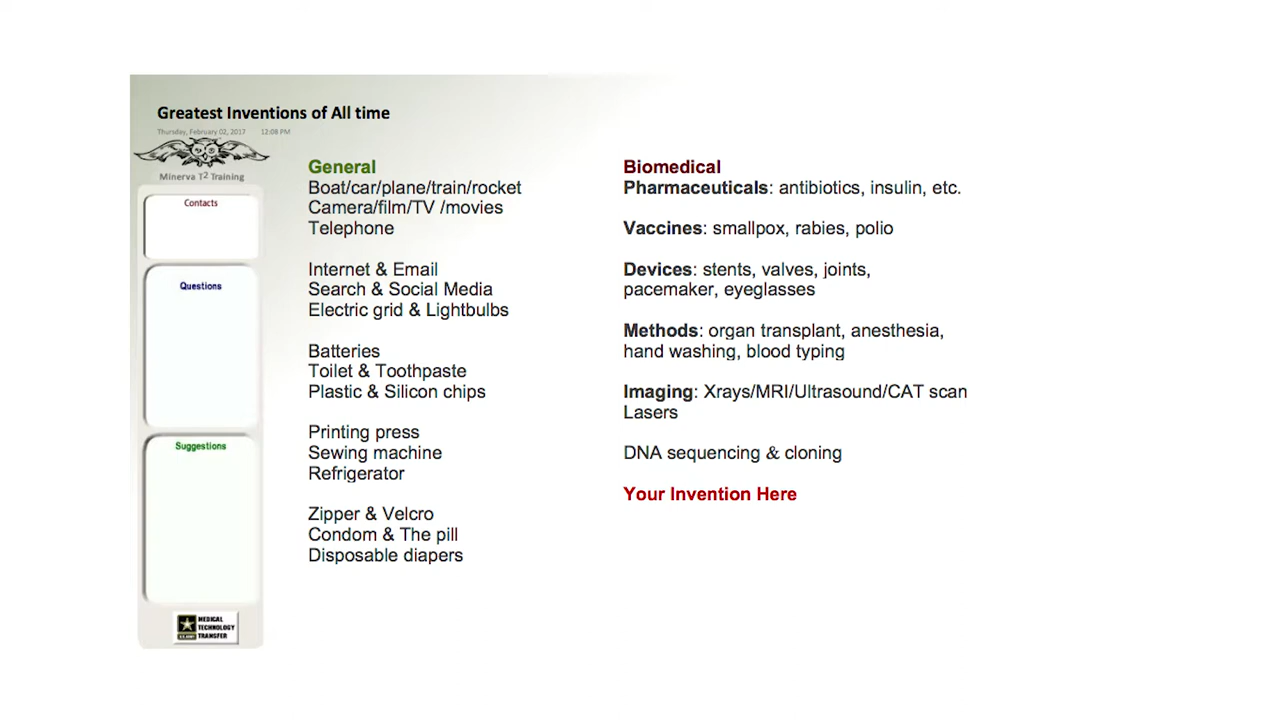 Greatest Inventions of All time
Thursday, February 02, 2017 12:08 PM
Minerva T2 Training
Contacts
Questions
Suggestions
U.S. ARMY
MEDICAL
TECHNOLOGY
TRANSFER
General
Boat/car/plane/train/rocket
Camera/film/TV /movies
Telephone
Internet & Email
Search & Social Media
Electric grid & Lightbulbs
Batteries
Toilet & Toothpaste
Plastic & Silicon chips
Printing press
Sewing machine
Refrigerator
Zipper & Velcro
Condom & The pill
Disposable diapers
Biomedical
Pharmaceuticals: antibiotics, insulin, etc.
Vaccines: smallpox, rabies, polio
Devices: stents, valves, joints,
pacemaker, eyeglasses
Methods: organ transplant, anesthesia,
hand washing, blood typing
Imaging: Xrays/MRI/Ultrasound/CAT scan
Lasers
DNA sequencing & cloning
Your Invention Here